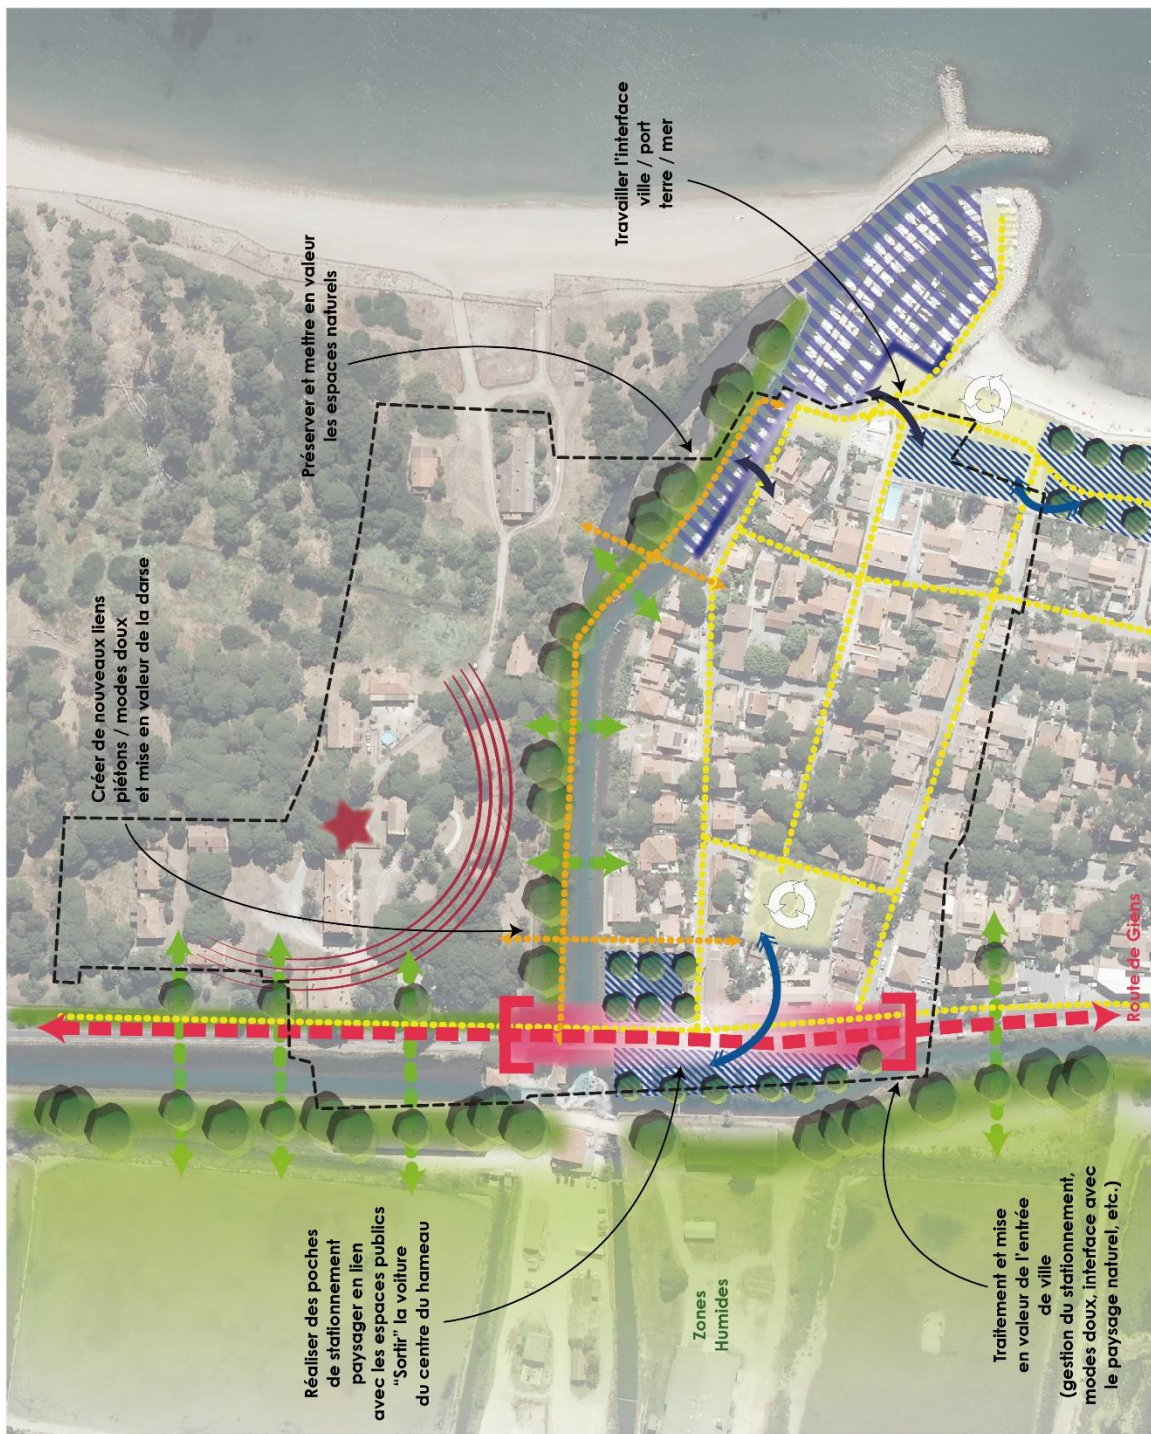 Créer de nouveaux liens
piétons / modes doux
et mise en valeur de la darse
Préserver et mettre en valeur
les espaces naturels
Travailler l'interface
ville / port
terre / mer
Réaliser des poches
de stationnement
paysager en lien
avec les espaces publics
"Sortir" la voiture
du centre du hameau
Zones
Humides
Traitement et mise
en valeur de l'entrée
de ville
(gestion du stationnement,
modes doux, interface avec
le paysage naturel, etc.)
Route de Giens